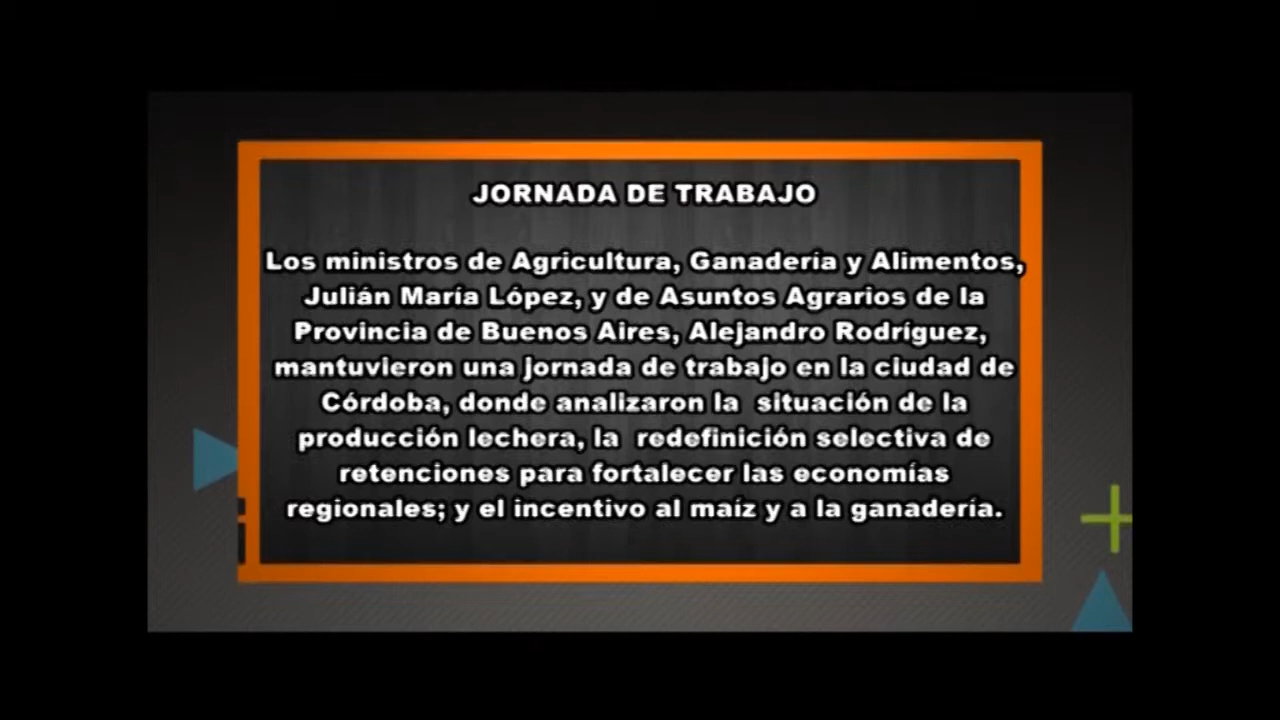 JORNADA DE TRABAJO
Los ministros de Agricultura, Ganadería y Alimentos,
Julián María López, y de Asuntos Agrarios de la
Provincia de Buenos Aires, Alejandro Rodríguez,
mantuvieron una jornada de trabajo en la ciudad de
Córdoba, donde analizaron la situación de la
producción lechera, la redefinición selectiva de
retenciones para fortalecer las economías
regionales; y el incentivo al maíz y a la ganadería.